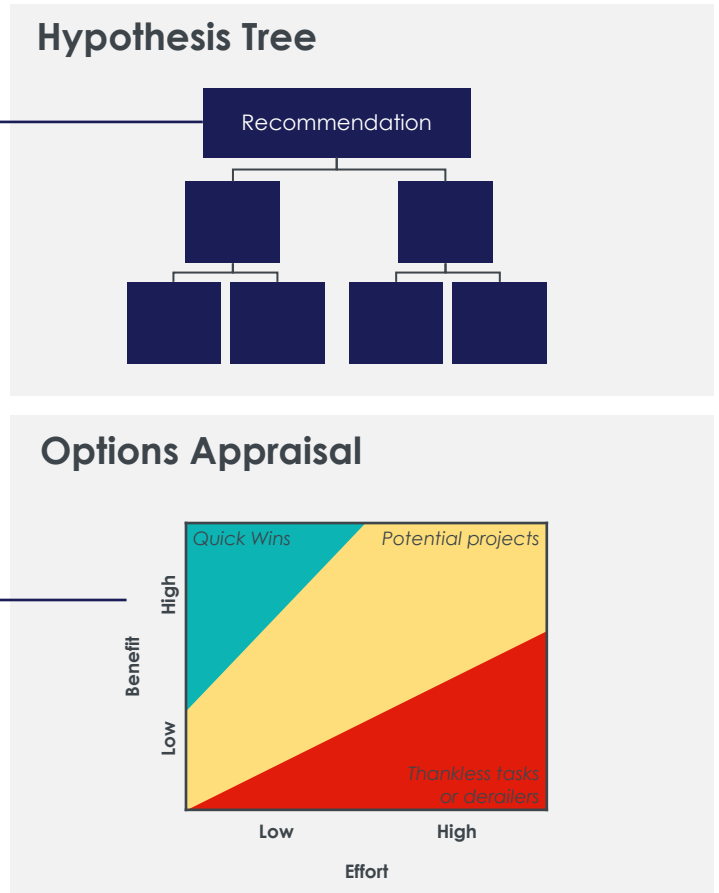 Hypothesis Tree
Recommendation
Options Appraisal
Quick Wins
Potential projects
High
Benefit
Low
Thankless tasks
or derailers
Low
High
Effort